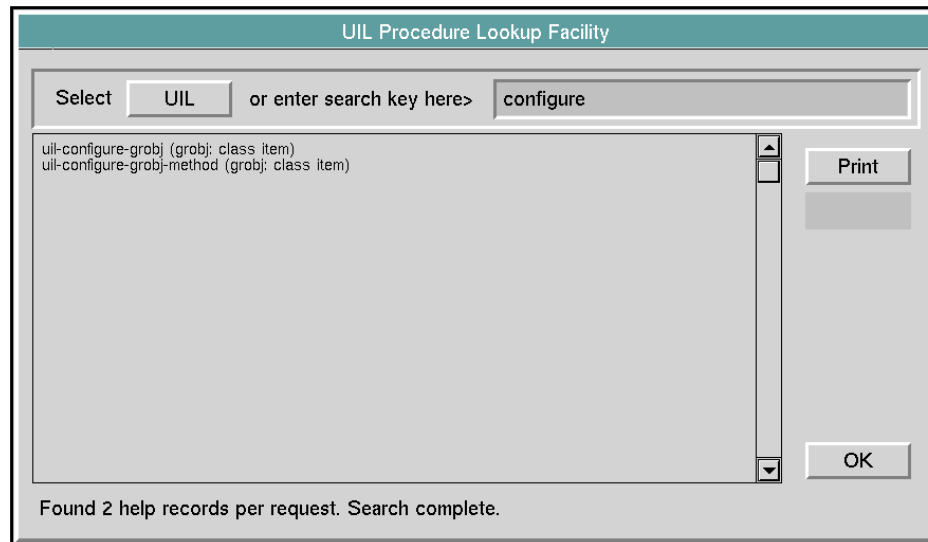 UIL Procedure Lookup Facility
Select UIL or enter search key here> configure
uil-configure-grobj (grobj: class item)
uil-configure-grobj-method (grobj: class item)
Print
OK
Found 2 help records per request. Search complete.